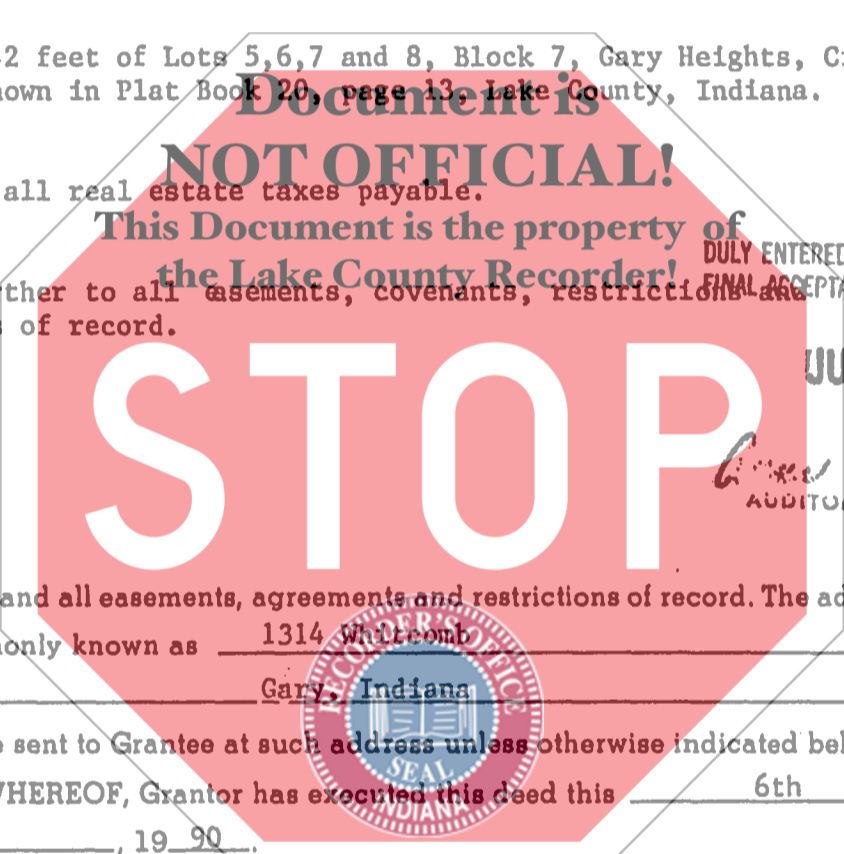 2 feet of Lots 5,6,7 and 8, Block 7, Gary Heights, C
own in Plat Book 20, page 13, Lake County, Indiana.
Document is
NOT OFFICIAL!
all real estate taxes payable.
This Document is the property of
the Lake County Recorder!
DULY ENTERED
FINAL ACCEPTA
ther to all easements, covenants, restrictions and
s of record.
JU
STOP
AUDITO
and all easements, agreements and restrictions of record. The ad
monly known as 1314 Whitcomb
Gary, Indiana
RECORDER'S OFFICE
SEAL
INDIANA
e sent to Grantee at such address unless otherwise indicated bel
WHEREOF, Grantor has executed this deed this 6th
, 19 90 .